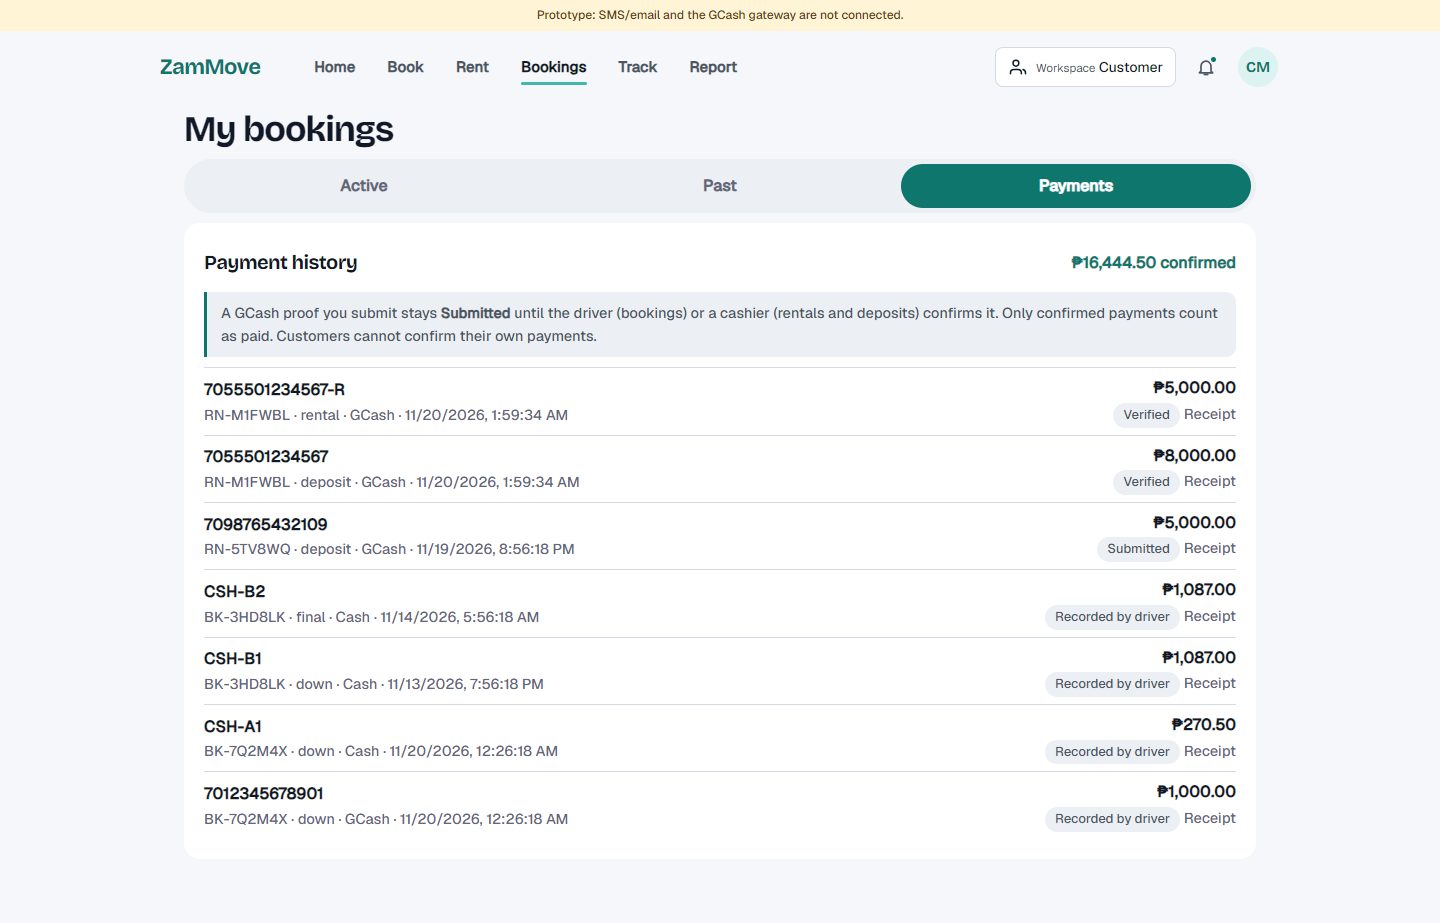 Prototype: SMS/email and the GCash gateway are not connected.
ZamMove
Home
Book
Rent
Bookings
Track
Report
Workspace Customer
CM
My bookings
Active
Past
Payments
Payment history
₱16,444.50 confirmed
A GCash proof you submit stays Submitted until the driver (bookings) or a cashier (rentals and deposits) confirms it. Only confirmed payments count
as paid. Customers cannot confirm their own payments.
7055501234567-R
₱5,000.00
RN-M1FWBL · rental · GCash · 11/20/2026, 1:59:34 AM
Verified Receipt
7055501234567
₱8,000.00
RN-M1FWBL · deposit · GCash · 11/20/2026, 1:59:34 AM
Verified Receipt
7098765432109
₱5,000.00
RN-5TV8WQ · deposit · GCash · 11/19/2026, 8:56:18 PM
Submitted Receipt
CSH-B2
₱1,087.00
BK-3HD8LK · final · Cash · 11/14/2026, 5:56:18 AM
Recorded by driver Receipt
CSH-B1
₱1,087.00
BK-3HD8LK · down · Cash · 11/13/2026, 7:56:18 PM
Recorded by driver Receipt
CSH-A1
₱270.50
BK-7Q2M4X · down · Cash · 11/20/2026, 12:26:18 AM
Recorded by driver Receipt
7012345678901
₱1,000.00
BK-7Q2M4X · down · GCash · 11/20/2026, 12:26:18 AM
Recorded by driver Receipt